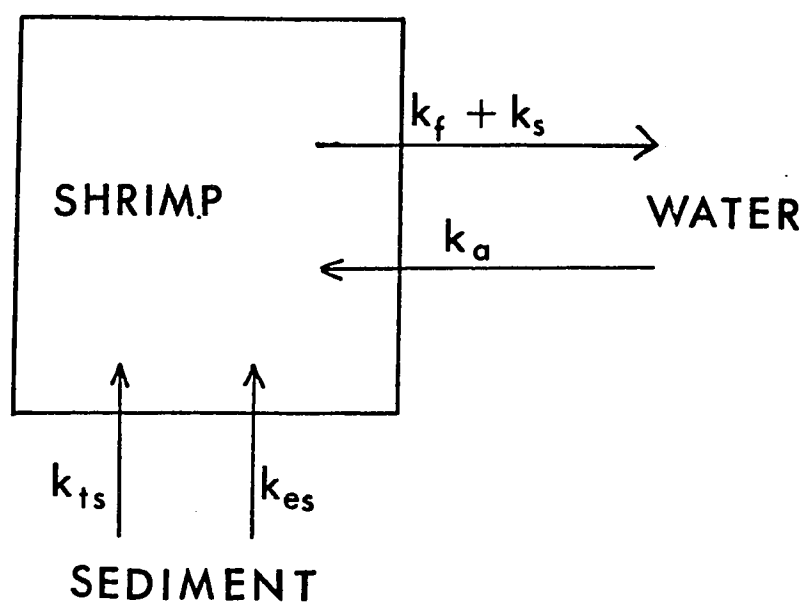 k_f + k_s
SHRIMP
WATER
k_a
k_ts
k_es
SEDIMENT